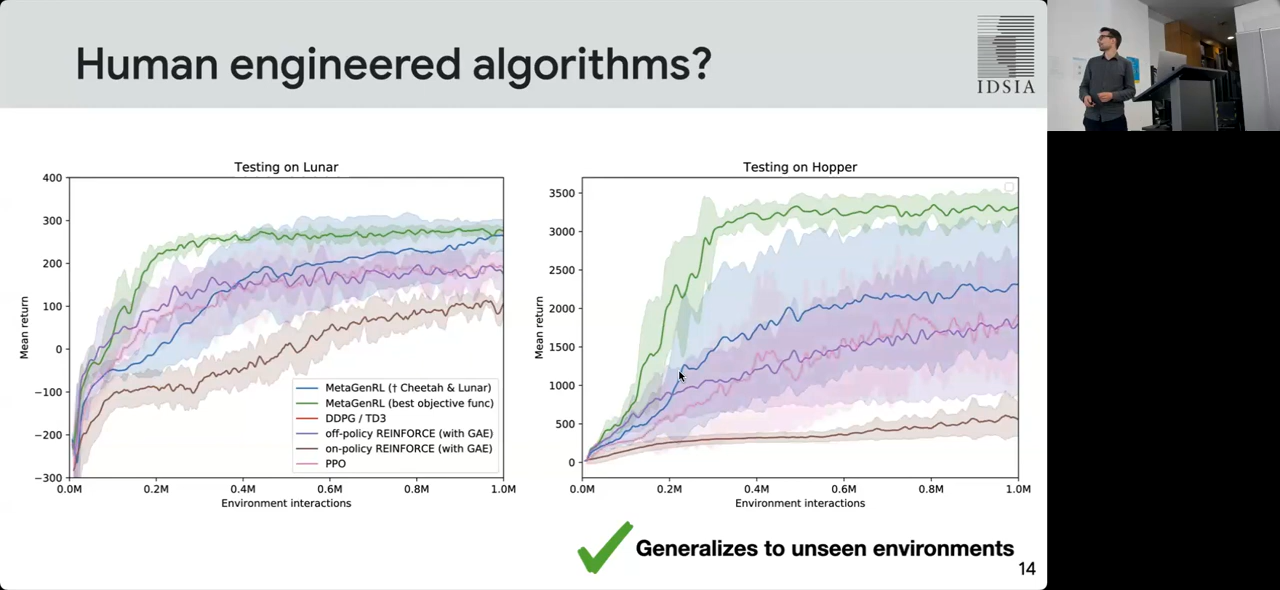 Human engineered algorithms?
IDSIA
Testing on Lunar
400
300
200
100
0
−100
−200
−300
Mean return
0.0M 0.2M 0.4M 0.6M 0.8M 1.0M
Environment interactions
MetaGenRL († Cheetah & Lunar)
MetaGenRL (best objective func)
DDPG / TD3
off-policy REINFORCE (with GAE)
on-policy REINFORCE (with GAE)
PPO
Testing on Hopper
3500
3000
2500
2000
1500
1000
500
0
Mean return
0.0M 0.2M 0.4M 0.6M 0.8M 1.0M
Environment interactions
Generalizes to unseen environments
14